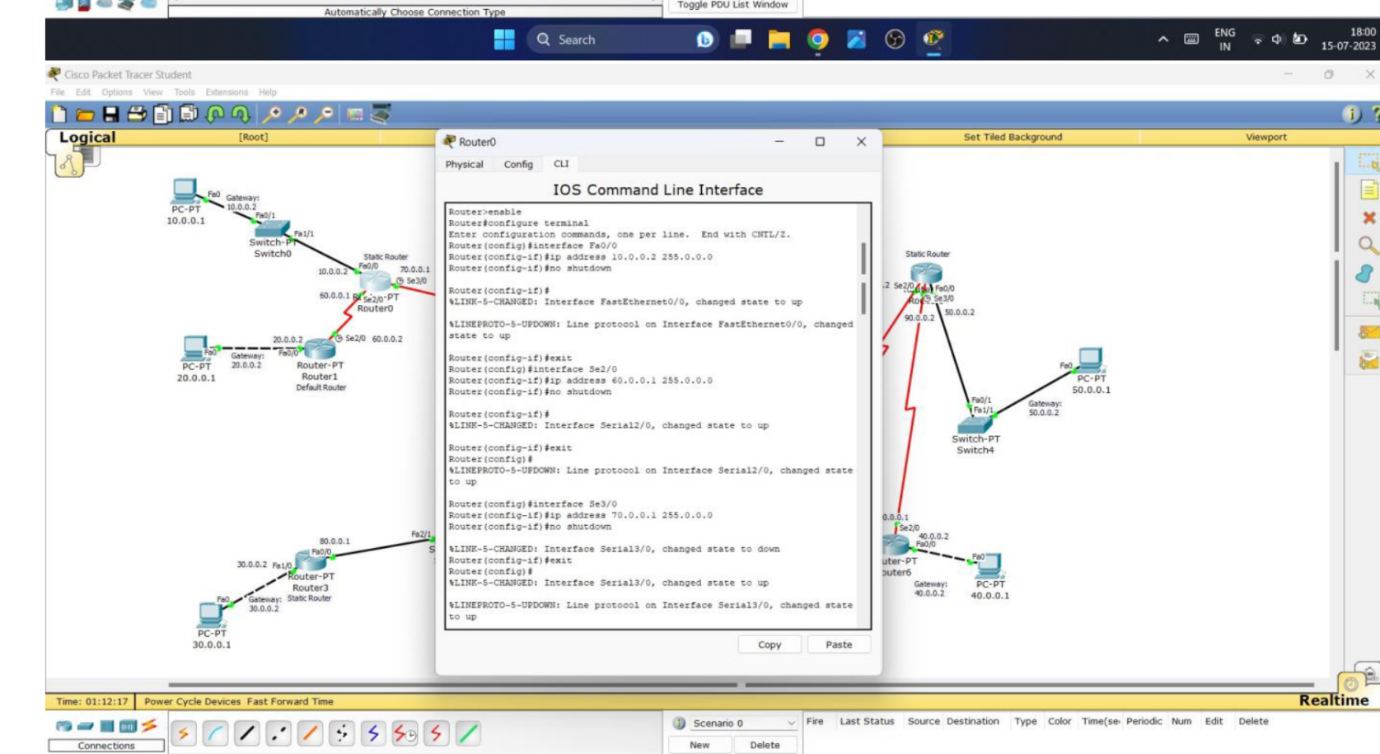 Automatically Choose Connection Type
Toggle PDU List Window
Search
ENG
IN
18:00
15-07-2023
Cisco Packet Tracer Student
File Edit Options View Tools Extensions Help
Logical
[Root]
Set Tiled Background
Viewport
Router0
Physical Config CLI
IOS Command Line Interface
Router>enable
Router#configure terminal
Enter configuration commands, one per line. End with CNTL/Z.
Router(config)#interface Fa0/0
Router(config-if)#ip address 10.0.0.2 255.0.0.0
Router(config-if)#no shutdown
Router(config-if)#
%LINK-5-CHANGED: Interface FastEthernet0/0, changed state to up
%LINEPROTO-5-UPDOWN: Line protocol on Interface FastEthernet0/0, changed
state to up
Router(config-if)#exit
Router(config)#interface Se2/0
Router(config-if)#ip address 60.0.0.1 255.0.0.0
Router(config-if)#no shutdown
Router(config-if)#
%LINK-5-CHANGED: Interface Serial2/0, changed state to up
Router(config-if)#exit
Router(config)#
%LINEPROTO-5-UPDOWN: Line protocol on Interface Serial2/0, changed state
to up
Router(config)#interface Se3/0
Router(config-if)#ip address 70.0.0.1 255.0.0.0
Router(config-if)#no shutdown
%LINK-5-CHANGED: Interface Serial3/0, changed state to down
Router(config-if)#exit
Router(config)#
%LINK-5-CHANGED: Interface Serial3/0, changed state to up
%LINEPROTO-5-UPDOWN: Line protocol on Interface Serial3/0, changed state
to up
Copy Paste
Fa0
Gateway:
10.0.0.2
PC-PT
10.0.0.1
Fa0/1
Fa1/1
Switch-PT
Switch0
Static Router
10.0.0.2
Fa0/0
70.0.0.1
Se3/0
60.0.0.1
Se2/0
Router0
20.0.0.2
Se2/0 60.0.0.2
Fa0
Gateway:
20.0.0.2
Fa0/0
PC-PT
20.0.0.1
Router-PT
Router1
Default Router
80.0.0.1
Fa2/1
Fa0/0
30.0.0.2 Fa1/0
Router-PT
Router3
Static Router
Fa0
Gateway:
30.0.0.2
PC-PT
30.0.0.1
Static Router
.2 Se2/0
Fa0/0
Se3/0
50.0.0.2
90.0.0.2
Fa0
PC-PT
50.0.0.1
Fa0/1
Fa1/1
Gateway:
50.0.0.2
Switch-PT
Switch4
0.0.0.1
Se2/0
40.0.0.2
Fa0/0
Fa0
uter-PT
outer6
Gateway:
40.0.0.2
PC-PT
40.0.0.1
Time: 01:12:17 Power Cycle Devices Fast Forward Time
Realtime
Connections
Scenario 0
New Delete
Fire Last Status Source Destination Type Color Time(se Periodic Num Edit Delete